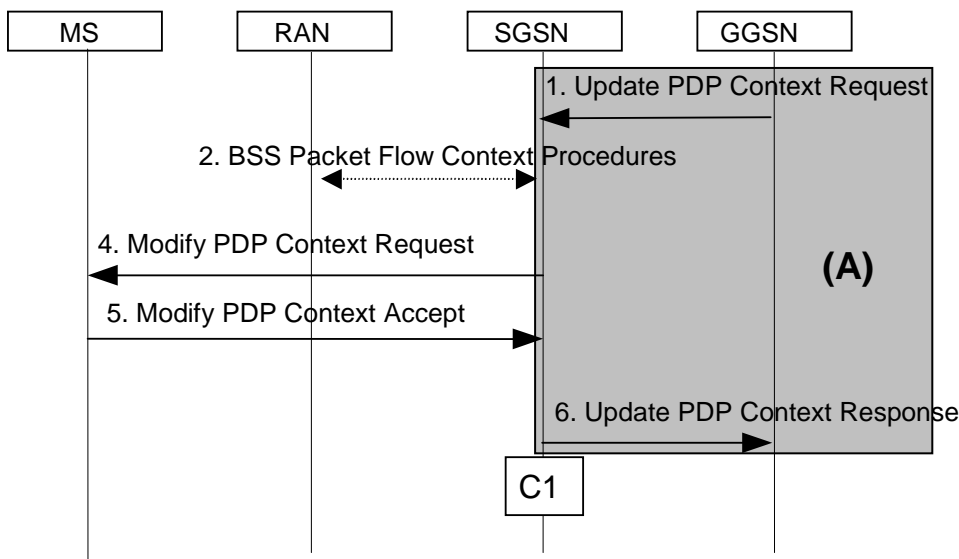 MS
RAN
SGSN
GGSN
1. Update PDP Context Request
2. BSS Packet Flow Context Procedures
4. Modify PDP Context Request
(A)
5. Modify PDP Context Accept
6. Update PDP Context Response
C1